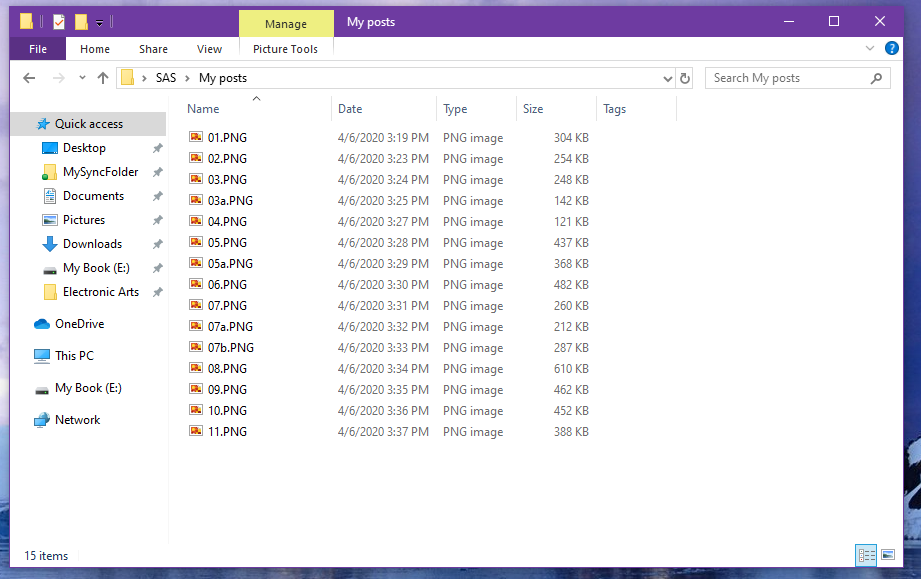 Manage My posts
File Home Share View Picture Tools
SAS My posts Search My posts
Name Date Type Size Tags
Quick access
Desktop
MySyncFolder
Documents
Pictures
Downloads
My Book (E:)
Electronic Arts
OneDrive
This PC
My Book (E:)
Network
01.PNG 4/6/2020 3:19 PM PNG image 304 KB
02.PNG 4/6/2020 3:23 PM PNG image 254 KB
03.PNG 4/6/2020 3:24 PM PNG image 248 KB
03a.PNG 4/6/2020 3:25 PM PNG image 142 KB
04.PNG 4/6/2020 3:27 PM PNG image 121 KB
05.PNG 4/6/2020 3:28 PM PNG image 437 KB
05a.PNG 4/6/2020 3:29 PM PNG image 368 KB
06.PNG 4/6/2020 3:30 PM PNG image 482 KB
07.PNG 4/6/2020 3:31 PM PNG image 260 KB
07a.PNG 4/6/2020 3:32 PM PNG image 212 KB
07b.PNG 4/6/2020 3:33 PM PNG image 287 KB
08.PNG 4/6/2020 3:34 PM PNG image 610 KB
09.PNG 4/6/2020 3:35 PM PNG image 462 KB
10.PNG 4/6/2020 3:36 PM PNG image 452 KB
11.PNG 4/6/2020 3:37 PM PNG image 388 KB
15 items